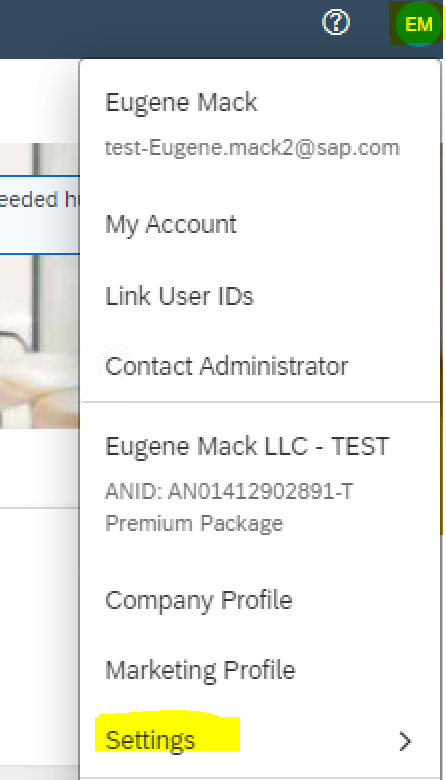 EM
Eugene Mack
test-Eugene.mack2@sap.com
eeded
My Account
Link User IDs
Contact Administrator
Eugene Mack LLC - TEST
ANID: AN01412902891-T
Premium Package
Company Profile
Marketing Profile
Settings